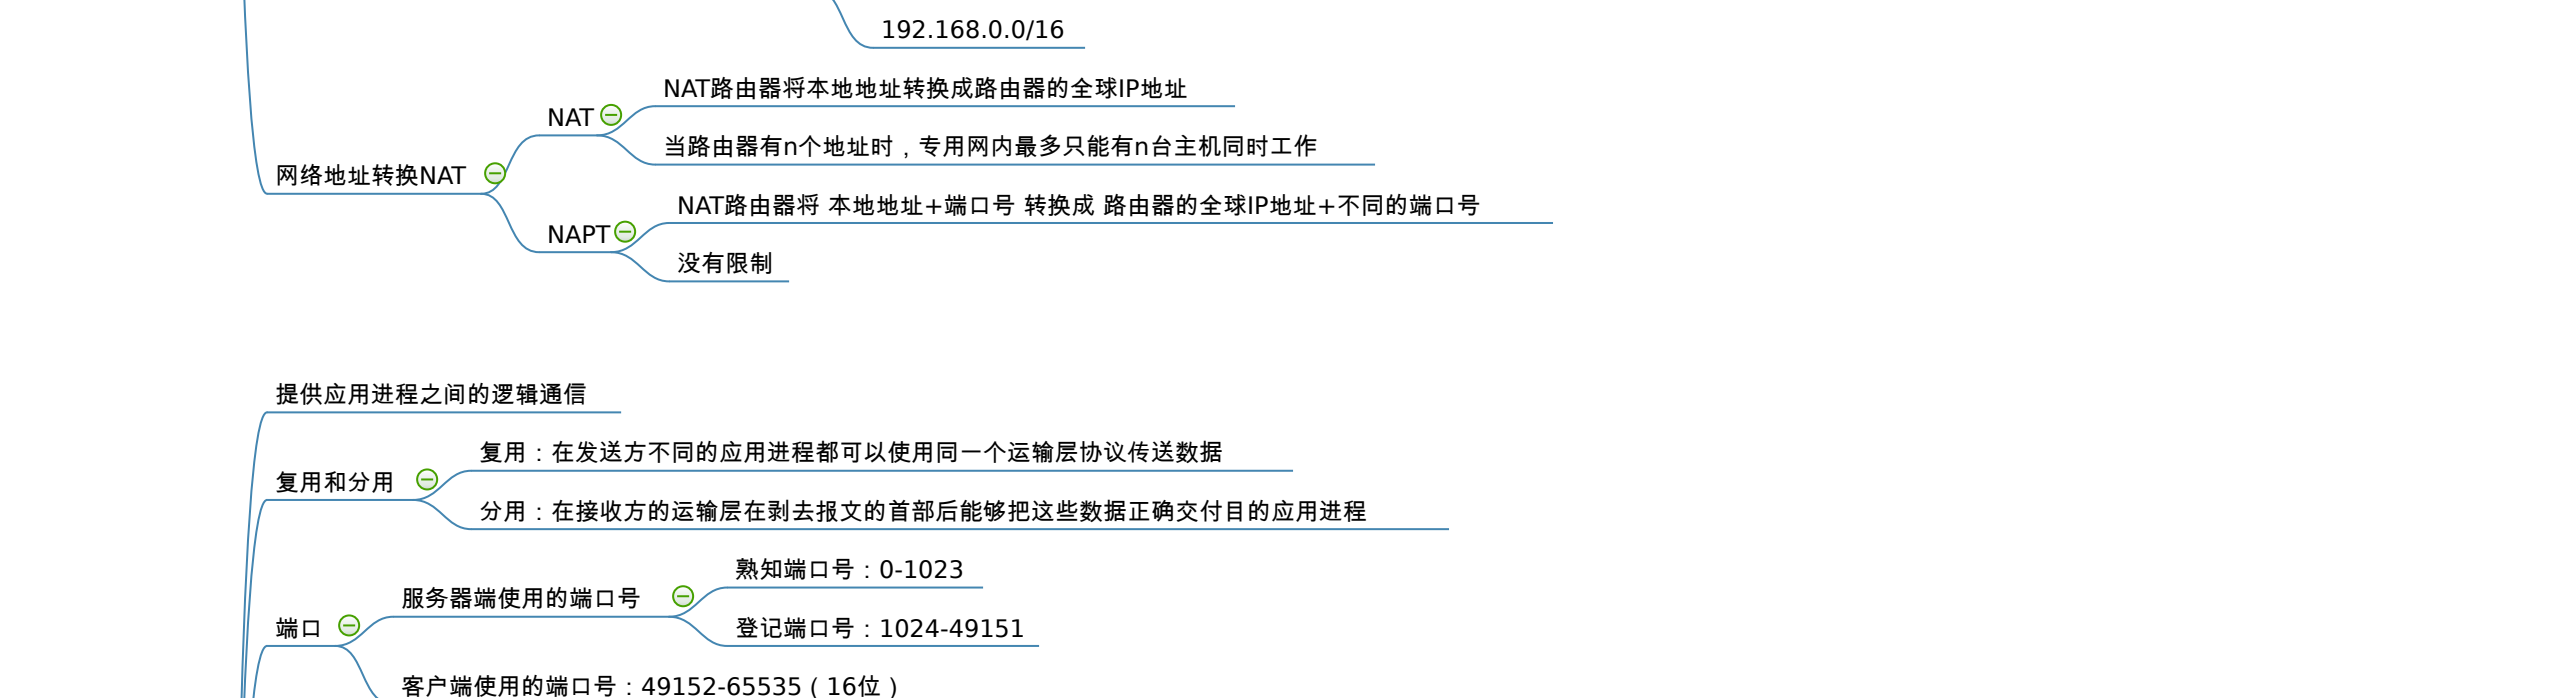 192.168.0.0/16
NAT路由器将本地地址转换成路由器的全球IP地址
NAT
当路由器有n个地址时，专用网内最多只能有n台主机同时工作
网络地址转换NAT
NAT路由器将 本地地址+端口号 转换成 路由器的全球IP地址+不同的端口号
NAPT
没有限制
提供应用进程之间的逻辑通信
复用：在发送方不同的应用进程都可以使用同一个运输层协议传送数据
复用和分用
分用：在接收方的运输层在剥去报文的首部后能够把这些数据正确交付目的应用进程
熟知端口号：0-1023
服务器端使用的端口号
登记端口号：1024-49151
端口
客户端使用的端口号：49152-65535（16位）